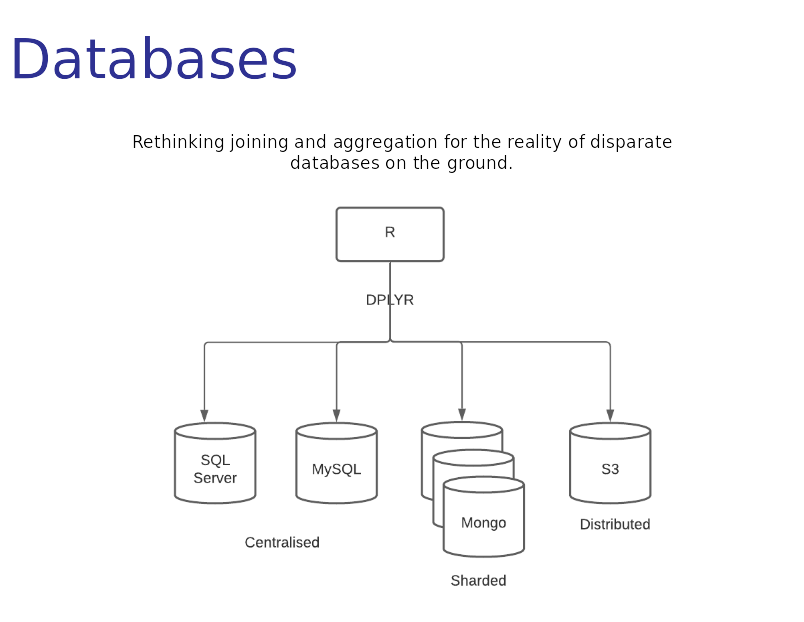 Databases
Rethinking joining and aggregation for the reality of disparate
databases on the ground.
R
DPLYR
SQL
Server
MySQL
Mongo
S3
Centralised
Sharded
Distributed